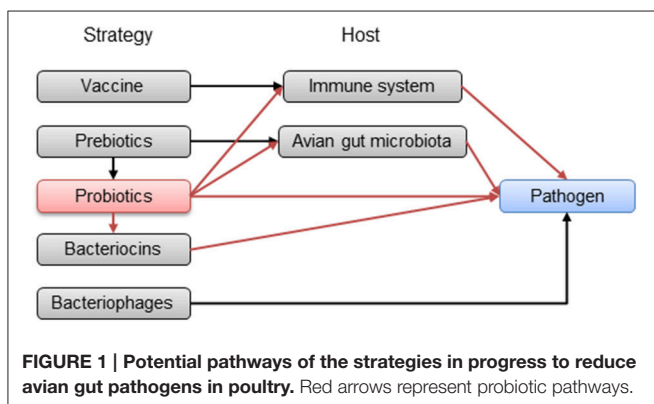 Strategy Host
Vaccine Immune system
Prebiotics Avian gut microbiota
Probiotics Pathogen
Bacteriocins
Bacteriophages
FIGURE 1 | Potential pathways of the strategies in progress to reduce
avian gut pathogens in poultry. Red arrows represent probiotic pathways.